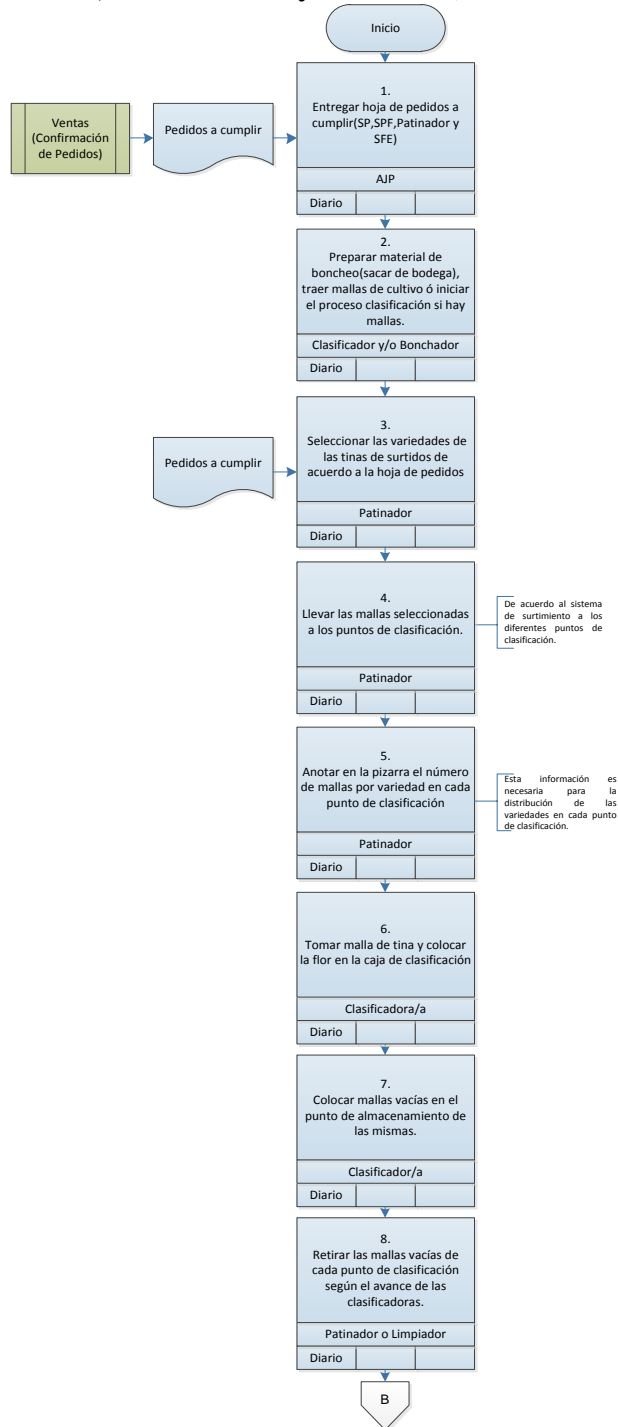 Inicio
1.
Entregar hoja de pedidos a
cumplir(SP,SPF,Patinador y
SFE)
AJP
Diario
Ventas
(Confirmación
de Pedidos)
Pedidos a cumplir
2.
Preparar material de
boncheo(sacar de bodega),
traer mallas de cultivo ó iniciar
el proceso clasificación si hay
mallas.
Clasificador y/o Bonchador
Diario
3.
Seleccionar las variedades de
las tinas de surtidos de
acuerdo a la hoja de pedidos
Patinador
Diario
Pedidos a cumplir
4.
Llevar las mallas seleccionadas
a los puntos de clasificación.
Patinador
Diario
De acuerdo al sistema
de surtimiento a los
diferentes puntos de
clasificación.
5.
Anotar en la pizarra el número
de mallas por variedad en cada
punto de clasificación
Patinador
Diario
Esta información es
necesaria para la
distribución de las
variedades en cada punto
de clasificación.
6.
Tomar malla de tina y colocar
la flor en la caja de clasificación
Clasificadora/a
Diario
7.
Colocar mallas vacías en el
punto de almacenamiento de
las mismas.
Clasificador/a
Diario
8.
Retirar las mallas vacías de
cada punto de clasificación
según el avance de las
clasificadoras.
Patinador o Limpiador
Diario
B